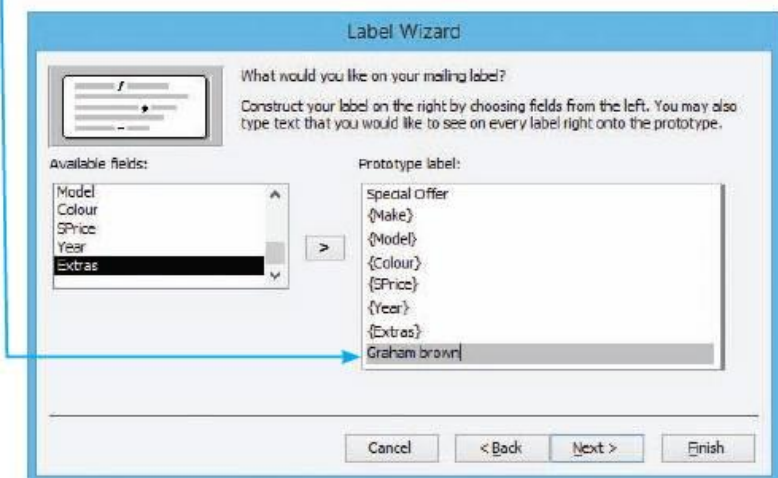 Label Wizard
What would you like on your mailing label?
Construct your label on the right by choosing fields from the left. You may also
type text that you would like to see on every label right onto the prototype.
Available fields:
Prototype label:
Model
Colour
SPrice
Year
Extras
>
Special Offer
{Make}
{Model}
{Colour}
{SPrice}
{Year}
{Extras}
Graham brown
Cancel
< Back
Next >
Finish